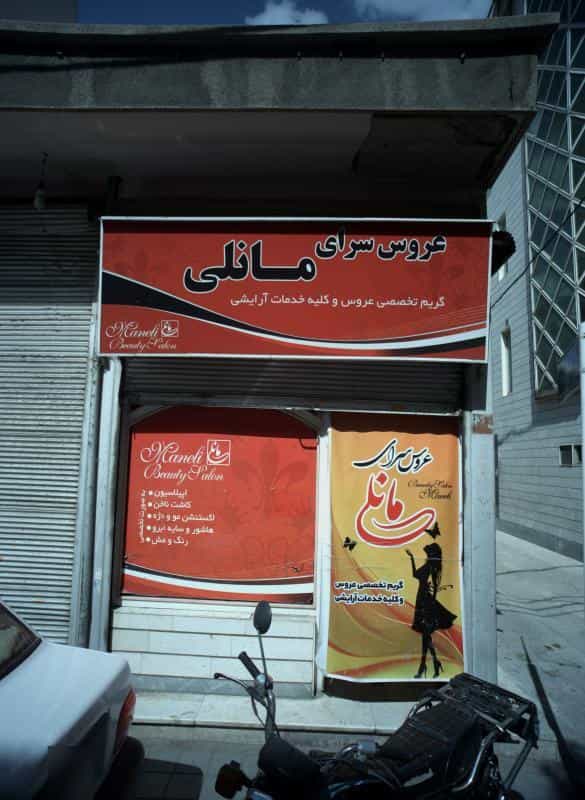 عروس سرای مانلی
گریم تخصصی عروس و کلیه خدمات آرایشی
Maneli
Beauty Salon
Maneli
Beauty Salon
بصورت تخصصی
اپیلاسیون
کاشت ناخن
اکستنشن مو و مژه
هاشور و سایه ابرو
رنگ و مش
عروس سرای
مانلی
Beauty Salon
Maneli
گریم تخصصی عروس
و کلیه خدمات آرایشی